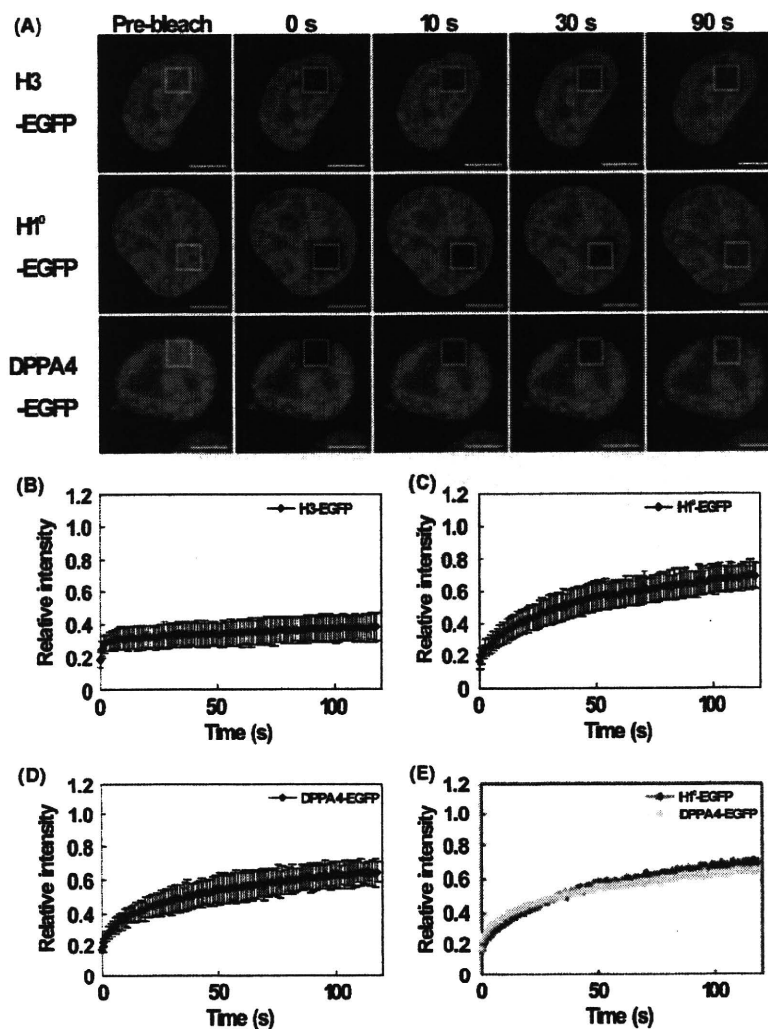 (A) Pre-bleach 0 s 10 s 30 s 90 s
H3
-EGFP
H1⁰
-EGFP
DPPA4
-EGFP
(B)
H3-EGFP
Relative intensity
1.2
1.0
0.8
0.6
0.4
0.2
0
0 50 100
Time (s)
(C)
H1⁰-EGFP
Relative intensity
1.2
1.0
0.8
0.6
0.4
0.2
0
0 50 100
Time (s)
(D)
DPPA4-EGFP
Relative intensity
1.2
1.0
0.8
0.6
0.4
0.2
0
0 50 100
Time (s)
(E)
H1⁰-EGFP
DPPA4-EGFP
Relative intensity
1.2
1.0
0.8
0.6
0.4
0.2
0
0 50 100
Time (s)